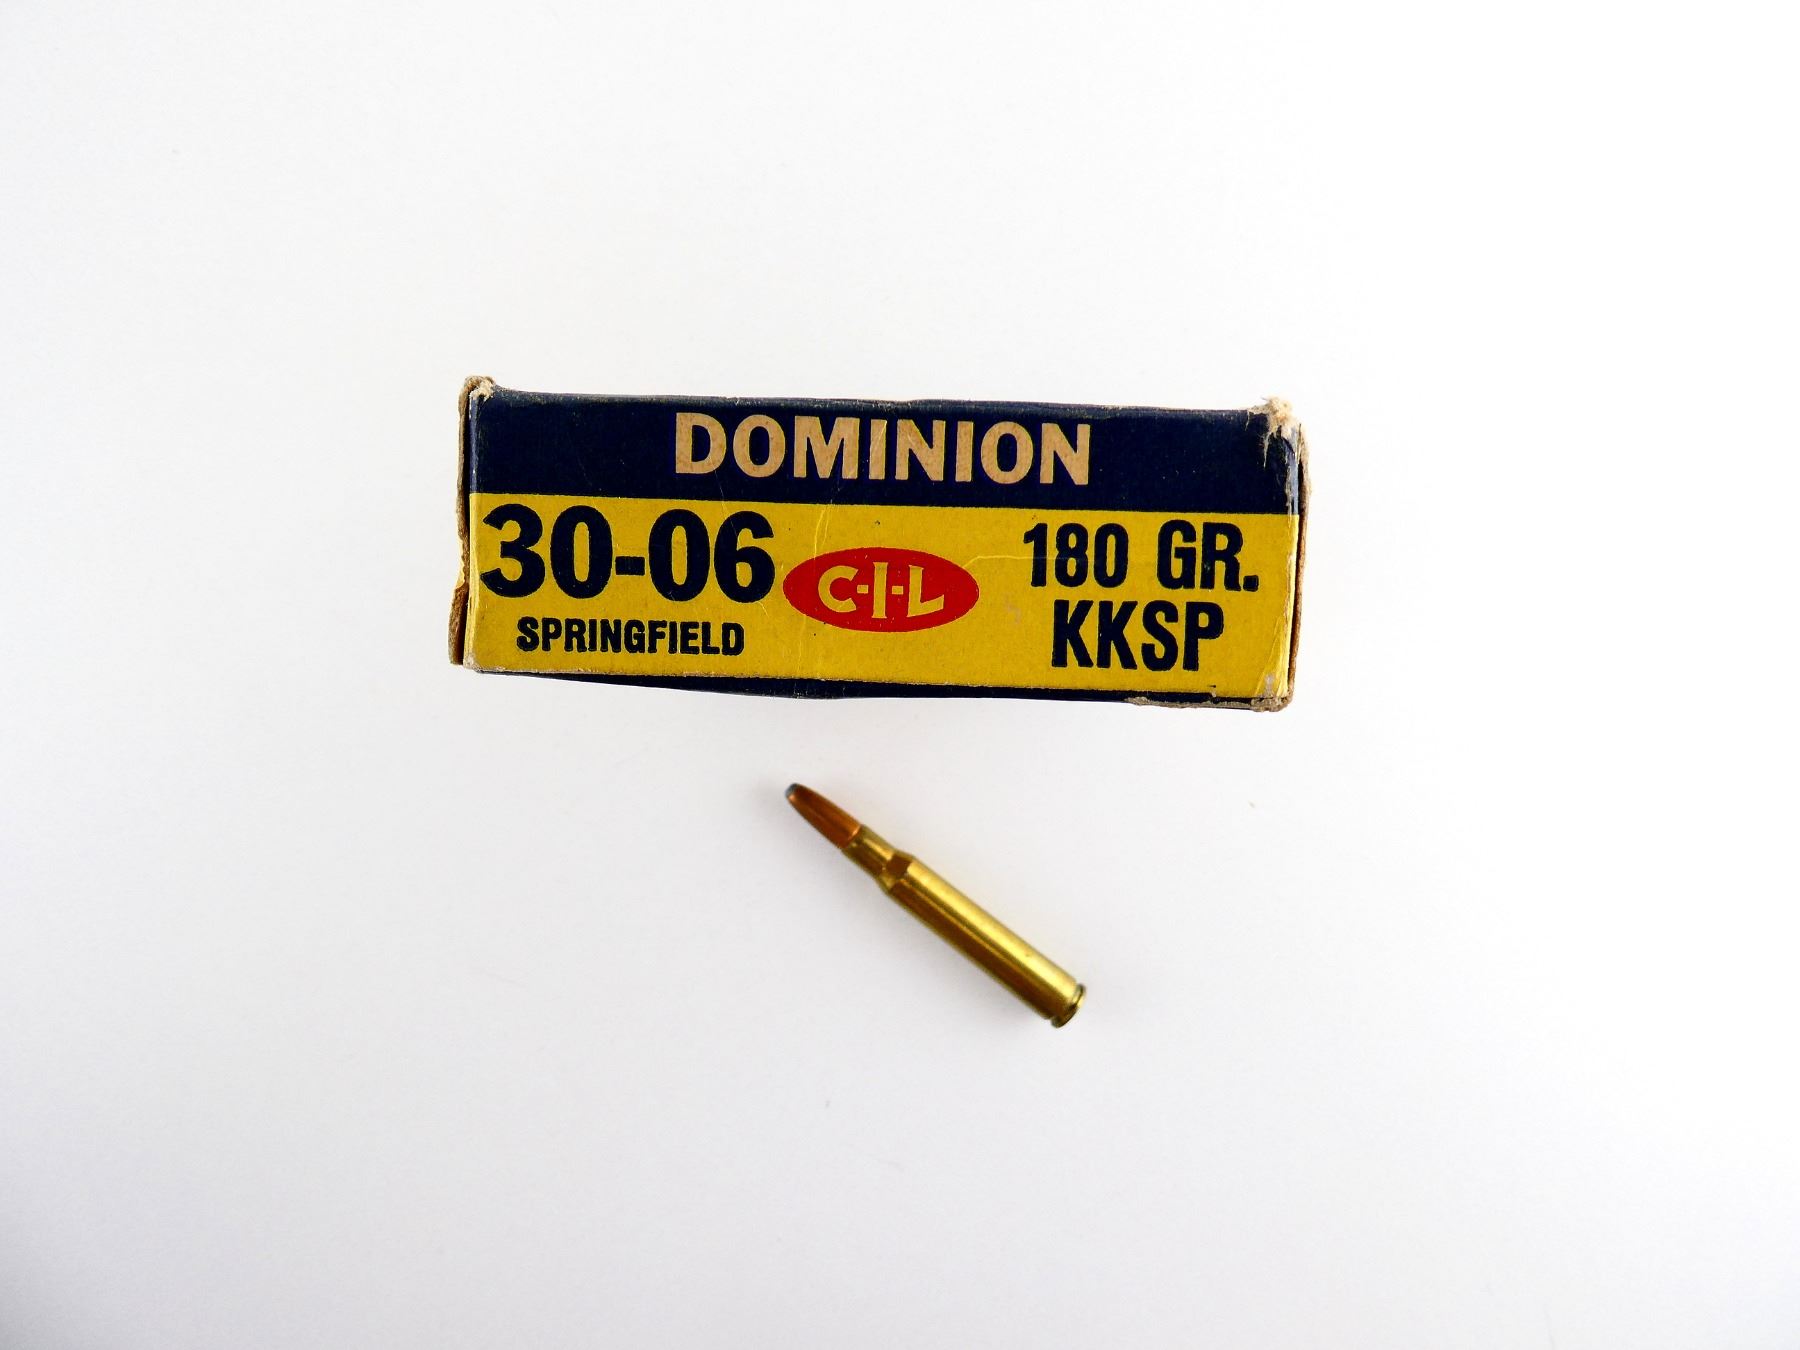 DOMINION
30-06
SPRINGFIELD
C-I-L
180 GR.
KKSP